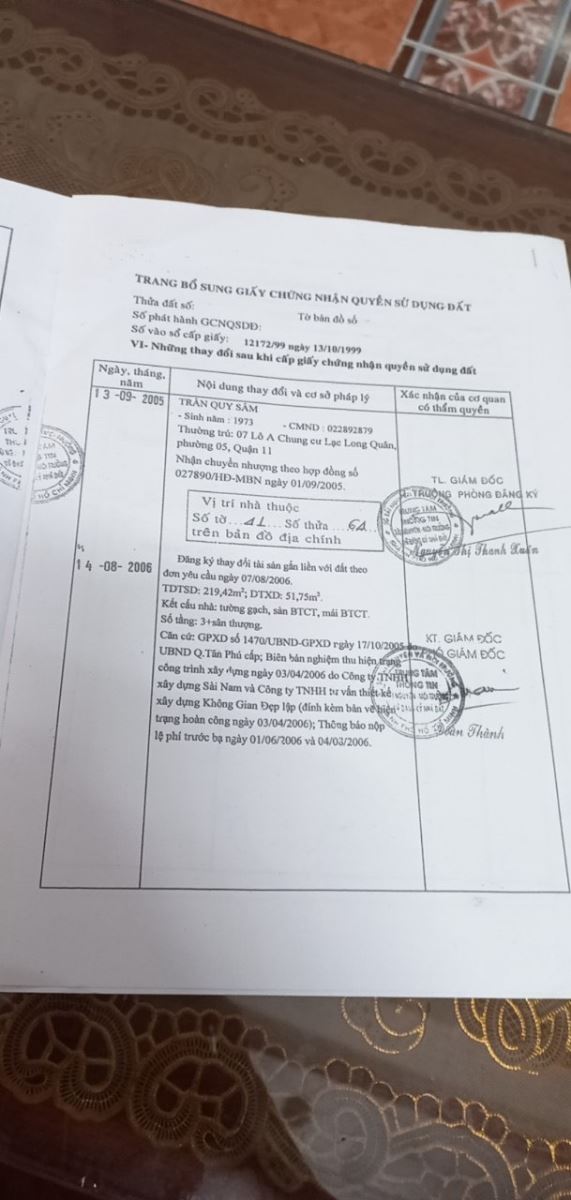 TRANG BỔ SUNG GIẤY CHỨNG NHẬN QUYỀN SỬ DỤNG ĐẤT
Thửa đất số: Tờ bản đồ số
Số phát hành GCNQSDĐ:
Số vào sổ cấp giấy: 12172/99 ngày 13/10/1999
VI- Những thay đổi sau khi cấp giấy chứng nhận quyền sử dụng đất
Ngày, tháng, năm
Nội dung thay đổi và cơ sở pháp lý
Xác nhận của cơ quan có thẩm quyền
13-09-2005
TRẦN QUY SÂM
- Sinh năm : 1973 - CMND : 022892879
Thường trú: 07 Lô A Chung cư Lạc Long Quân,
phường 05, Quận 11
Nhận chuyển nhượng theo hợp đồng số
027890/HĐ-MBN ngày 01/09/2005.
Vị trí nhà thuộc
Số tờ...41... Số thửa...64
trên bản đồ địa chính
TL. GIÁM ĐỐC
TRƯỞNG PHÒNG ĐĂNG KÝ
TRUNG TÂM
THÔNG TIN
Nguyễn Thị Thanh Xuân
14-08-2006
Đăng ký thay đổi tài sản gắn liền với đất theo
đơn yêu cầu ngày 07/08/2006.
TDTSD: 219,42m²; DTXD: 51,75m².
Kết cấu nhà: tường gạch, sàn BTCT, mái BTCT.
Số tầng: 3+sân thượng.
Căn cứ: GPXD số 1470/UBND-GPXD ngày 17/10/2005 do
UBND Q.Tân Phú cấp; Biên bản nghiệm thu hiện trạng
công trình xây dựng ngày 03/04/2006 do Công ty TNHH
xây dựng Sài Nam và Công ty TNHH tư vấn thiết kế
xây dựng Không Gian Đẹp lập (đính kèm bản vẽ hiện
trạng hoàn công ngày 03/04/2006); Thông báo nộp
lệ phí trước bạ ngày 01/06/2006 và 04/03/2006.
KT. GIÁM ĐỐC
PHÓ GIÁM ĐỐC
TRUNG TÂM
THÔNG TIN
Thành